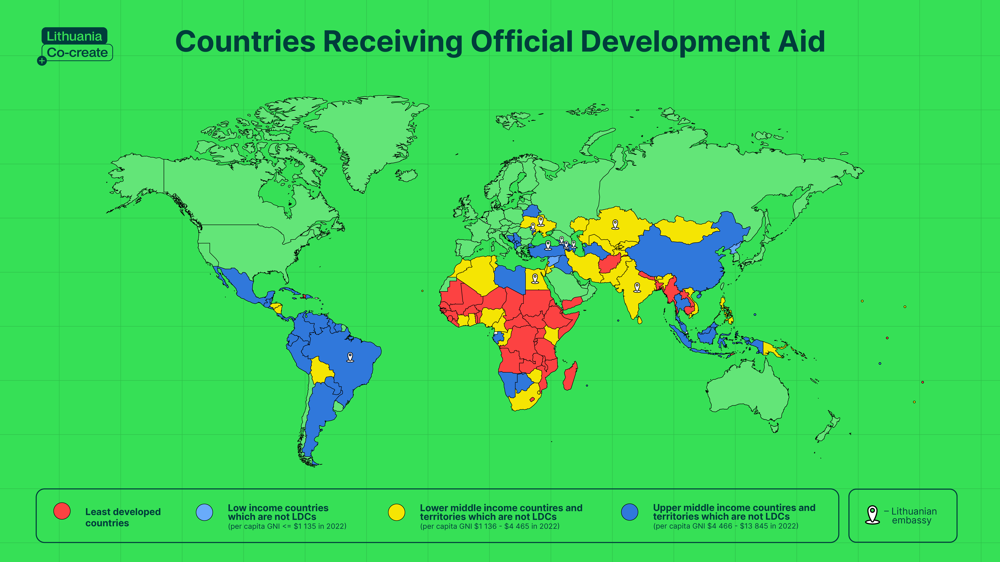 Lithuania
Co-create
Countries Receiving Official Development Aid
Least developed
countries
Low income countries
which are not LDCs
(per capita GNI <= $1 135 in 2022)
Lower middle income countires and
territories which are not LDCs
(per capita GNI $1 136 - $4 465 in 2022)
Upper middle income countires and
territories which are not LDCs
(per capita GNI $4 466 - $13 845 in 2022)
– Lithuanian
embassy